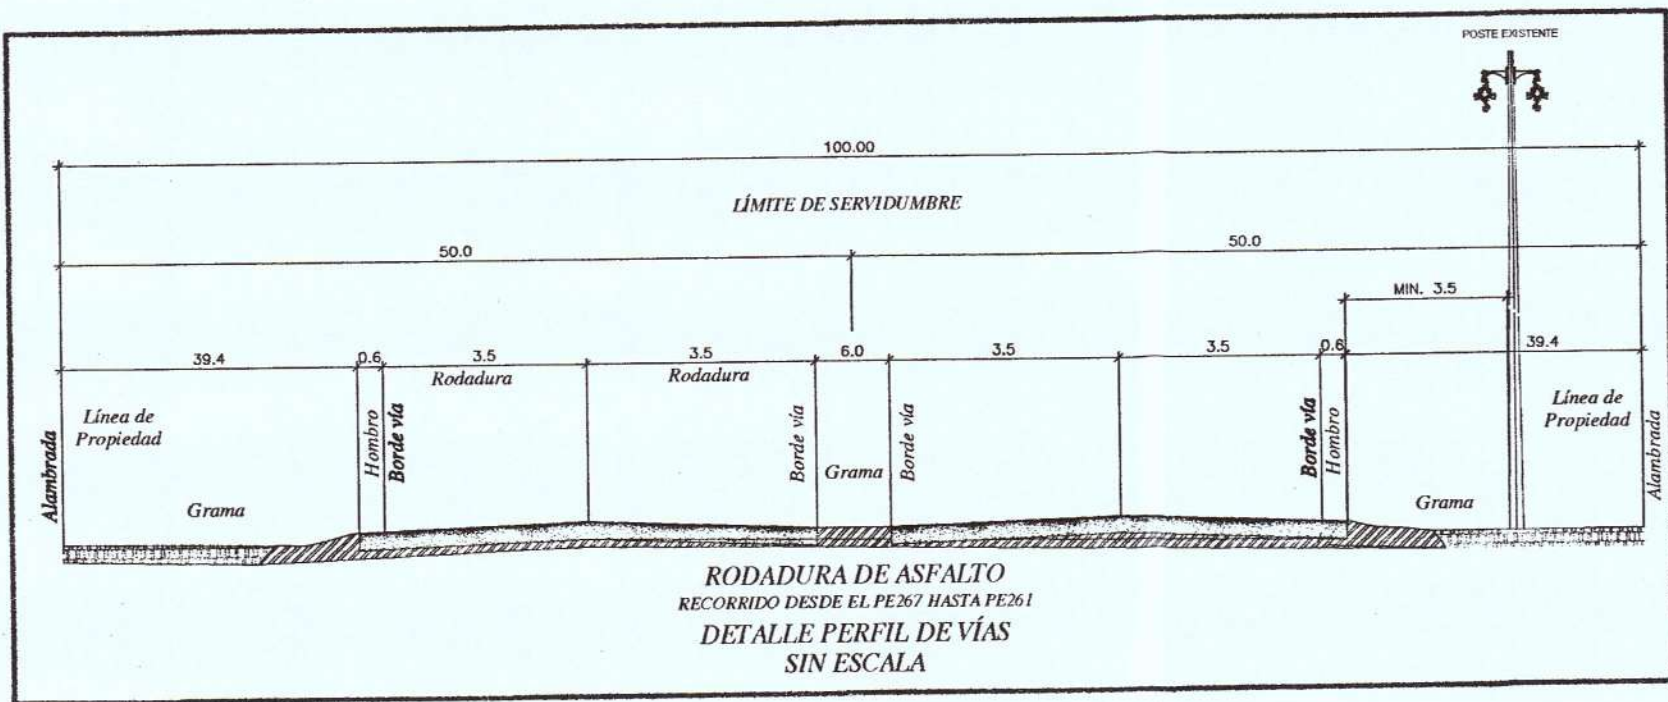 POSTE EXISTENTE
100.00
LÍMITE DE SERVIDUMBRE
50.0
50.0
MIN. 3.5
39.4
0.6
3.5
3.5
6.0
3.5
3.5
0.6
39.4
Rodadura
Rodadura
Línea de
Propiedad
Línea de
Propiedad
Alambrada
Hombro
Borde vía
Borde vía
Grama
Borde vía
Borde vía
Hombro
Alambrada
Grama
Grama
RODADURA DE ASFALTO
RECORRIDO DESDE EL PE267 HASTA PE261
DETALLE PERFIL DE VÍAS
SIN ESCALA